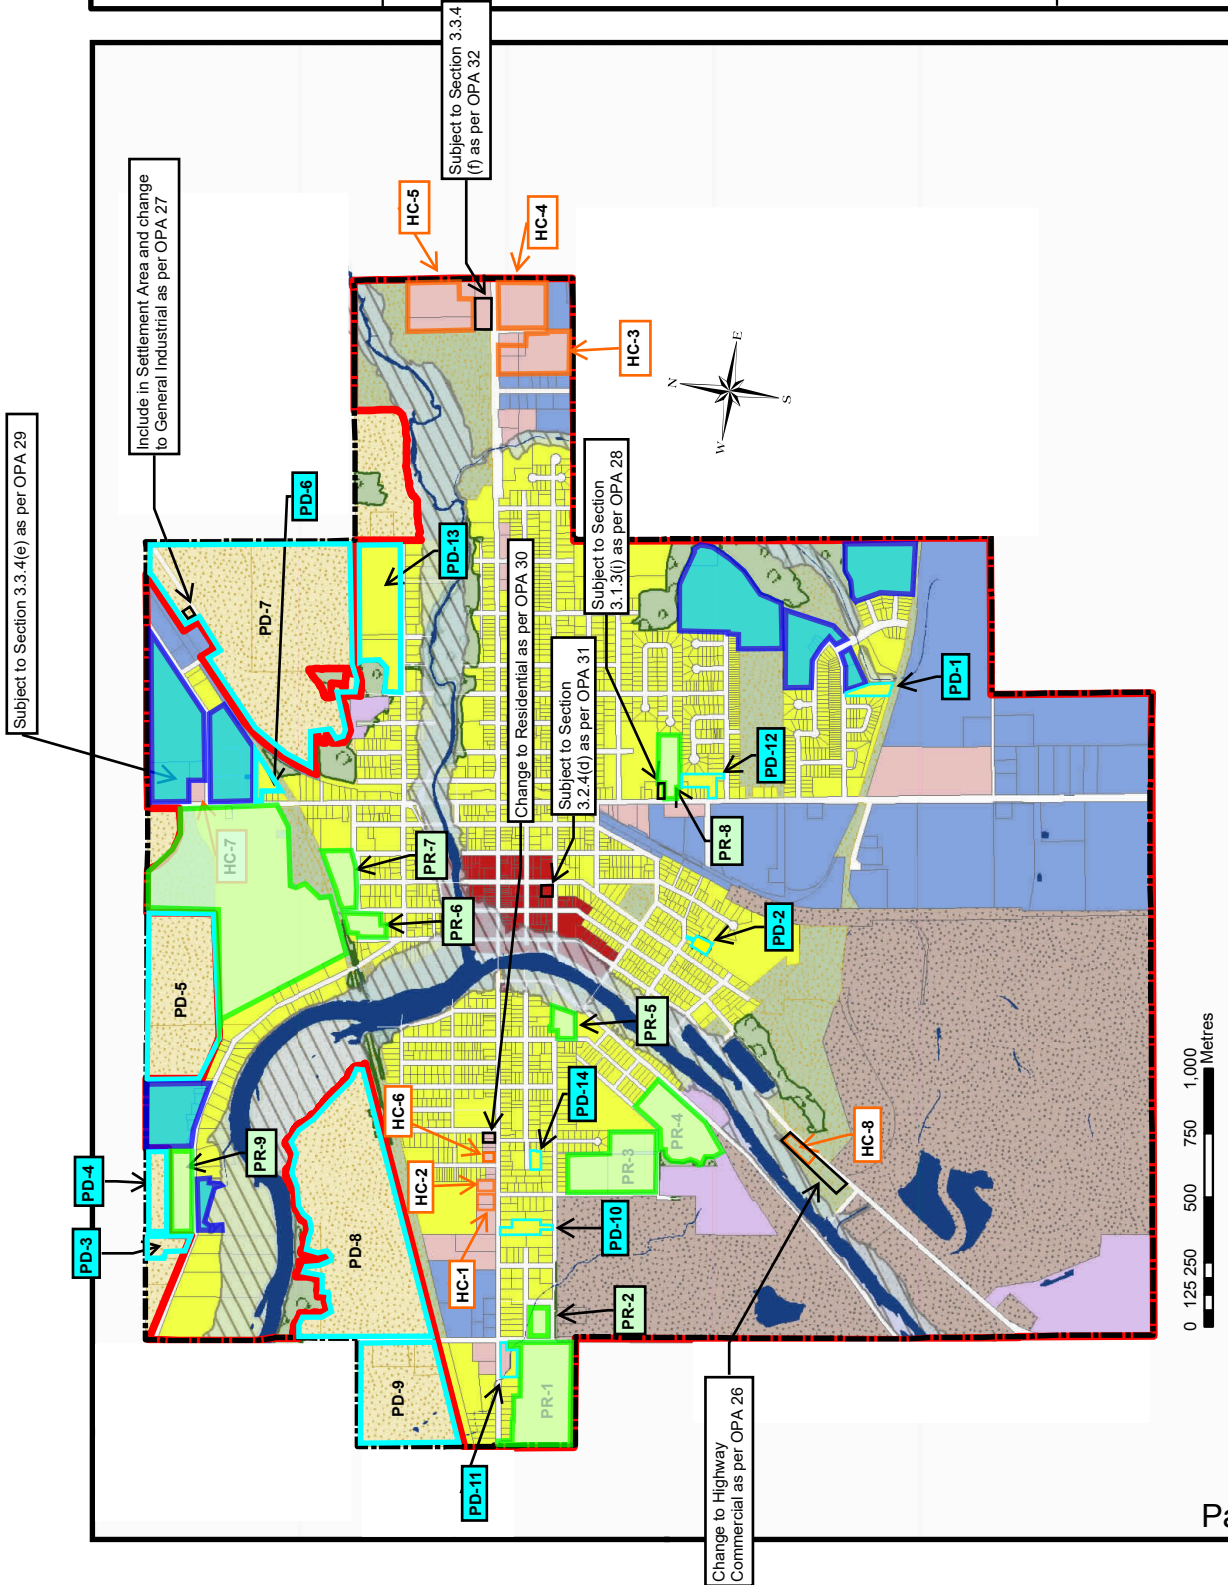 Subject to Section 3.3.4(e) as per OPA 29
Include in Settlement Area and change
to General Industrial as per OPA 27
Subject to Section 3.3.4
(f) as per OPA 32
HC-5
HC-4
HC-3
N
E
S
W
PD-6
PD-7
PD-13
Change to Residential as per OPA 30
Subject to Section
3.1.3(i) as per OPA 28
Subject to Section
3.2.4(d) as per OPA 31
PD-1
PD-12
PR-8
HC-7
PR-7
PR-6
PD-2
PD-5
PR-5
PD-14
HC-6
HC-2
HC-1
PR-4
PR-3
HC-8
PD-4
PR-9
PD-3
PD-8
PD-10
PR-2
PD-9
PR-1
PD-11
Change to Highway
Commercial as per OPA 26
0 125 250 500 750 1,000
Metres
Pa